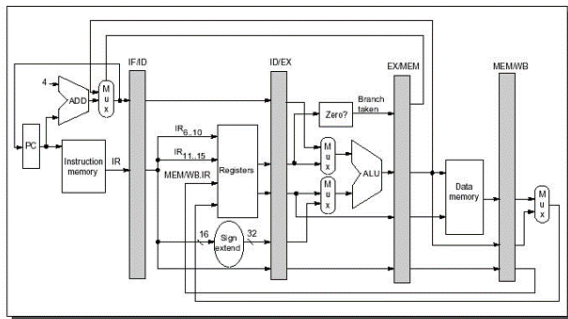 IF/ID
ID/EX
EX/MEM
MEM/WB
4
ADD
M
u
x
Branch
taken
Zero?
IR6..10
PC
Instruction
memory
IR
IR11..15
MEM/WB.IR
Registers
M
u
x
ALU
M
u
x
Data
memory
M
u
x
16
Sign
extend
32